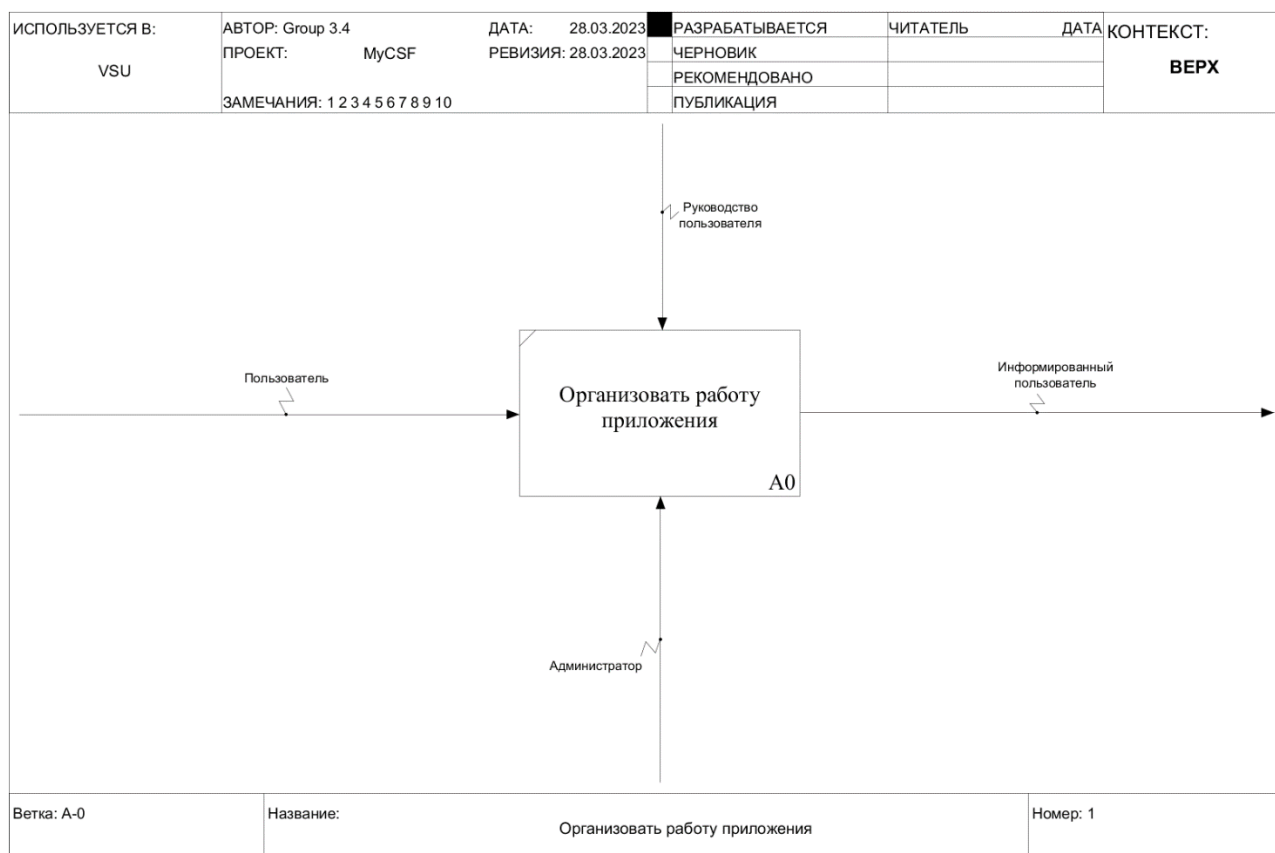 ИСПОЛЬЗУЕТСЯ В:
VSU
АВТОР: Group 3.4
ДАТА: 28.03.2023
ПРОЕКТ: MyCSF
РЕВИЗИЯ: 28.03.2023
ЗАМЕЧАНИЯ: 1 2 3 4 5 6 7 8 9 10
РАЗРАБАТЫВАЕТСЯ
ЧЕРНОВИК
РЕКОМЕНДОВАНО
ПУБЛИКАЦИЯ
ЧИТАТЕЛЬ
ДАТА
КОНТЕКСТ:
ВЕРХ
Руководство
пользователя
Пользователь
Организовать работу
приложения
A0
Информированный
пользователь
Администратор
Ветка: A-0
Название:
Организовать работу приложения
Номер: 1